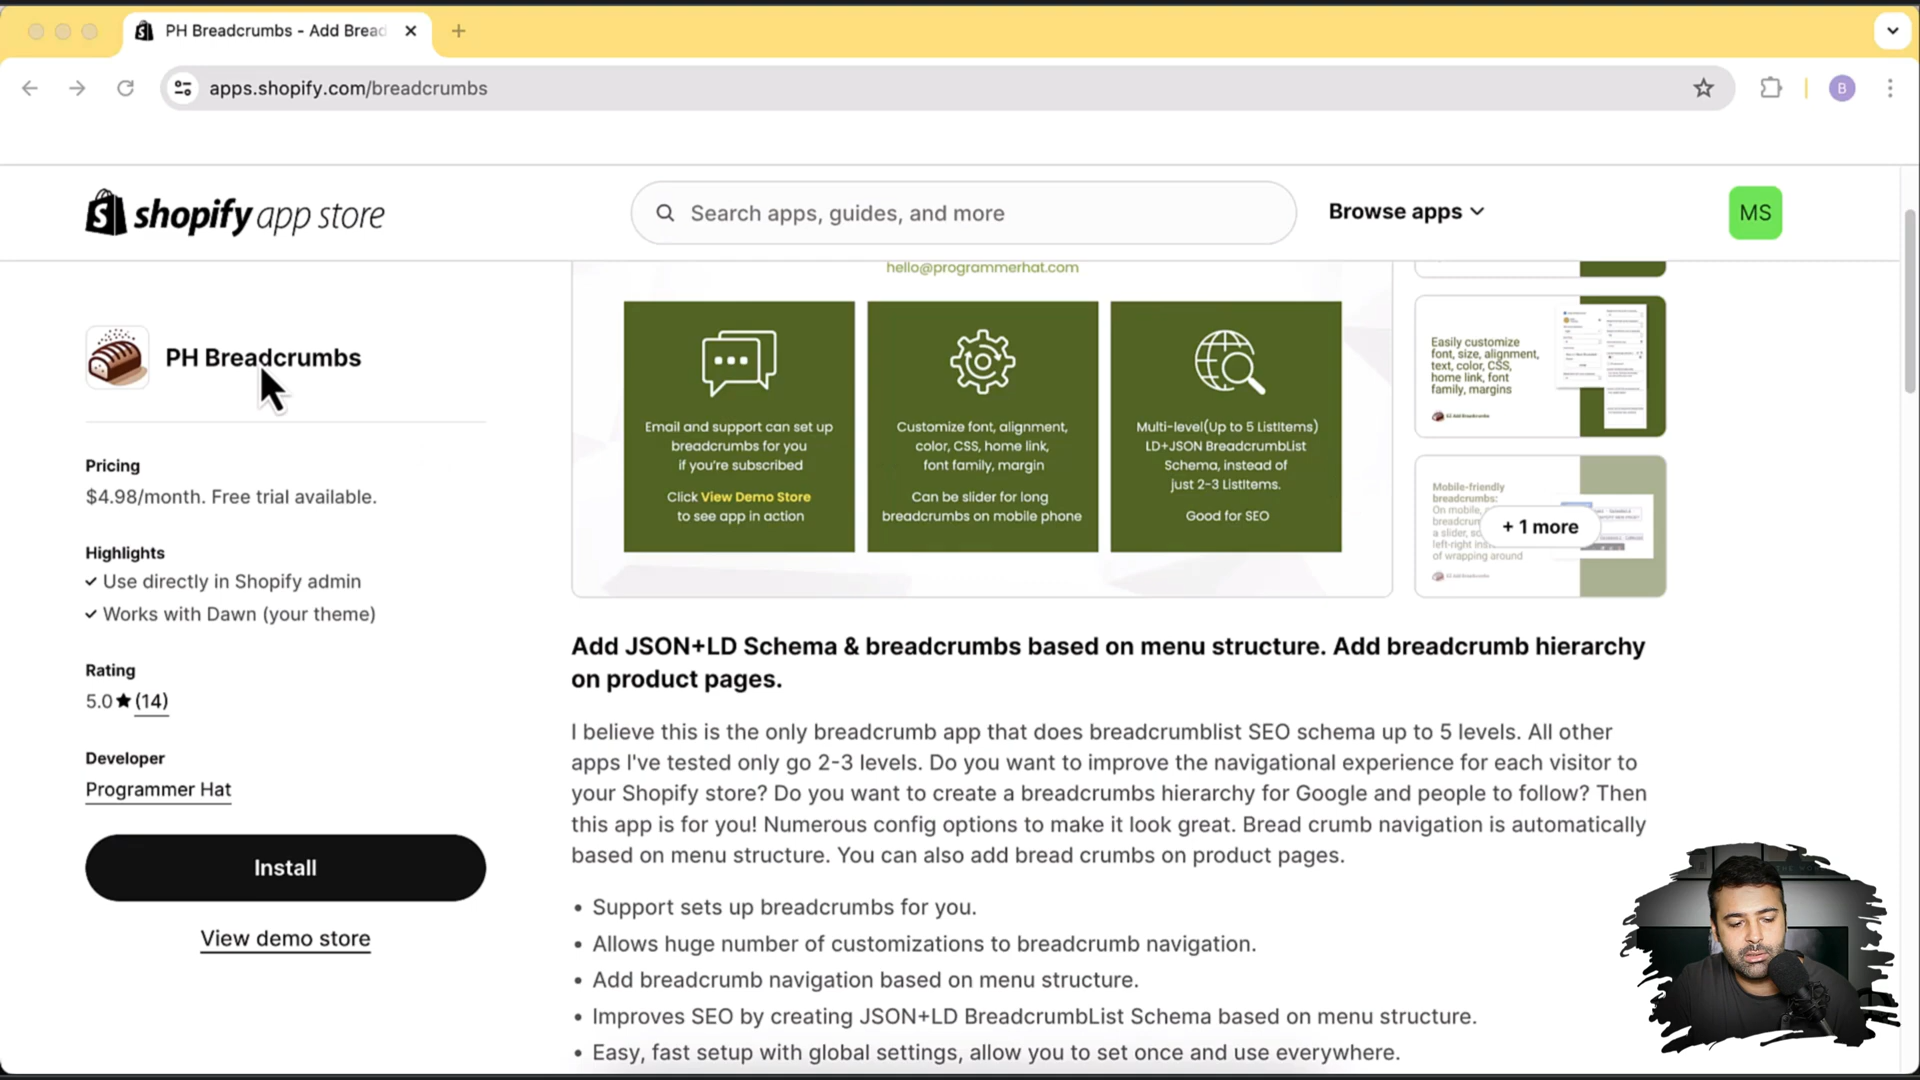 PH Breadcrumbs - Add Bread
apps.shopify.com/breadcrumbs
B
shopify app store
Search apps, guides, and more
Browse apps
MS
hello@programmerhat.com
PH Breadcrumbs
Pricing
$4.98/month. Free trial available.
Highlights
Use directly in Shopify admin
Works with Dawn (your theme)
Rating
5.0★ (14)
Developer
Programmer Hat
Install
View demo store
Email and support can set up
breadcrumbs for you
if you're subscribed
Click View Demo Store
to see app in action
Customize font, alignment,
color, CSS, home link,
font family, margin
Can be slider for long
breadcrumbs on mobile phone
Multi-level(Up to 5 ListItems)
LD+JSON BreadcrumbList
Schema, instead of
just 2-3 ListItems.
Good for SEO
Easily customize
font, size, alignment,
text, color, CSS,
home link, font
family, margins
Mobile-friendly
breadcrumbs:
On mobile,
breadcrum
a slider, sc
left-right ins
of wrapping around
+ 1 more
Add JSON+LD Schema & breadcrumbs based on menu structure. Add breadcrumb hierarchy
on product pages.
I believe this is the only breadcrumb app that does breadcrumblist SEO schema up to 5 levels. All other
apps I've tested only go 2-3 levels. Do you want to improve the navigational experience for each visitor to
your Shopify store? Do you want to create a breadcrumbs hierarchy for Google and people to follow? Then
this app is for you! Numerous config options to make it look great. Bread crumb navigation is automatically
based on menu structure. You can also add bread crumbs on product pages.
• Support sets up breadcrumbs for you.
• Allows huge number of customizations to breadcrumb navigation.
• Add breadcrumb navigation based on menu structure.
• Improves SEO by creating JSON+LD BreadcrumbList Schema based on menu structure.
• Easy, fast setup with global settings, allow you to set once and use everywhere.